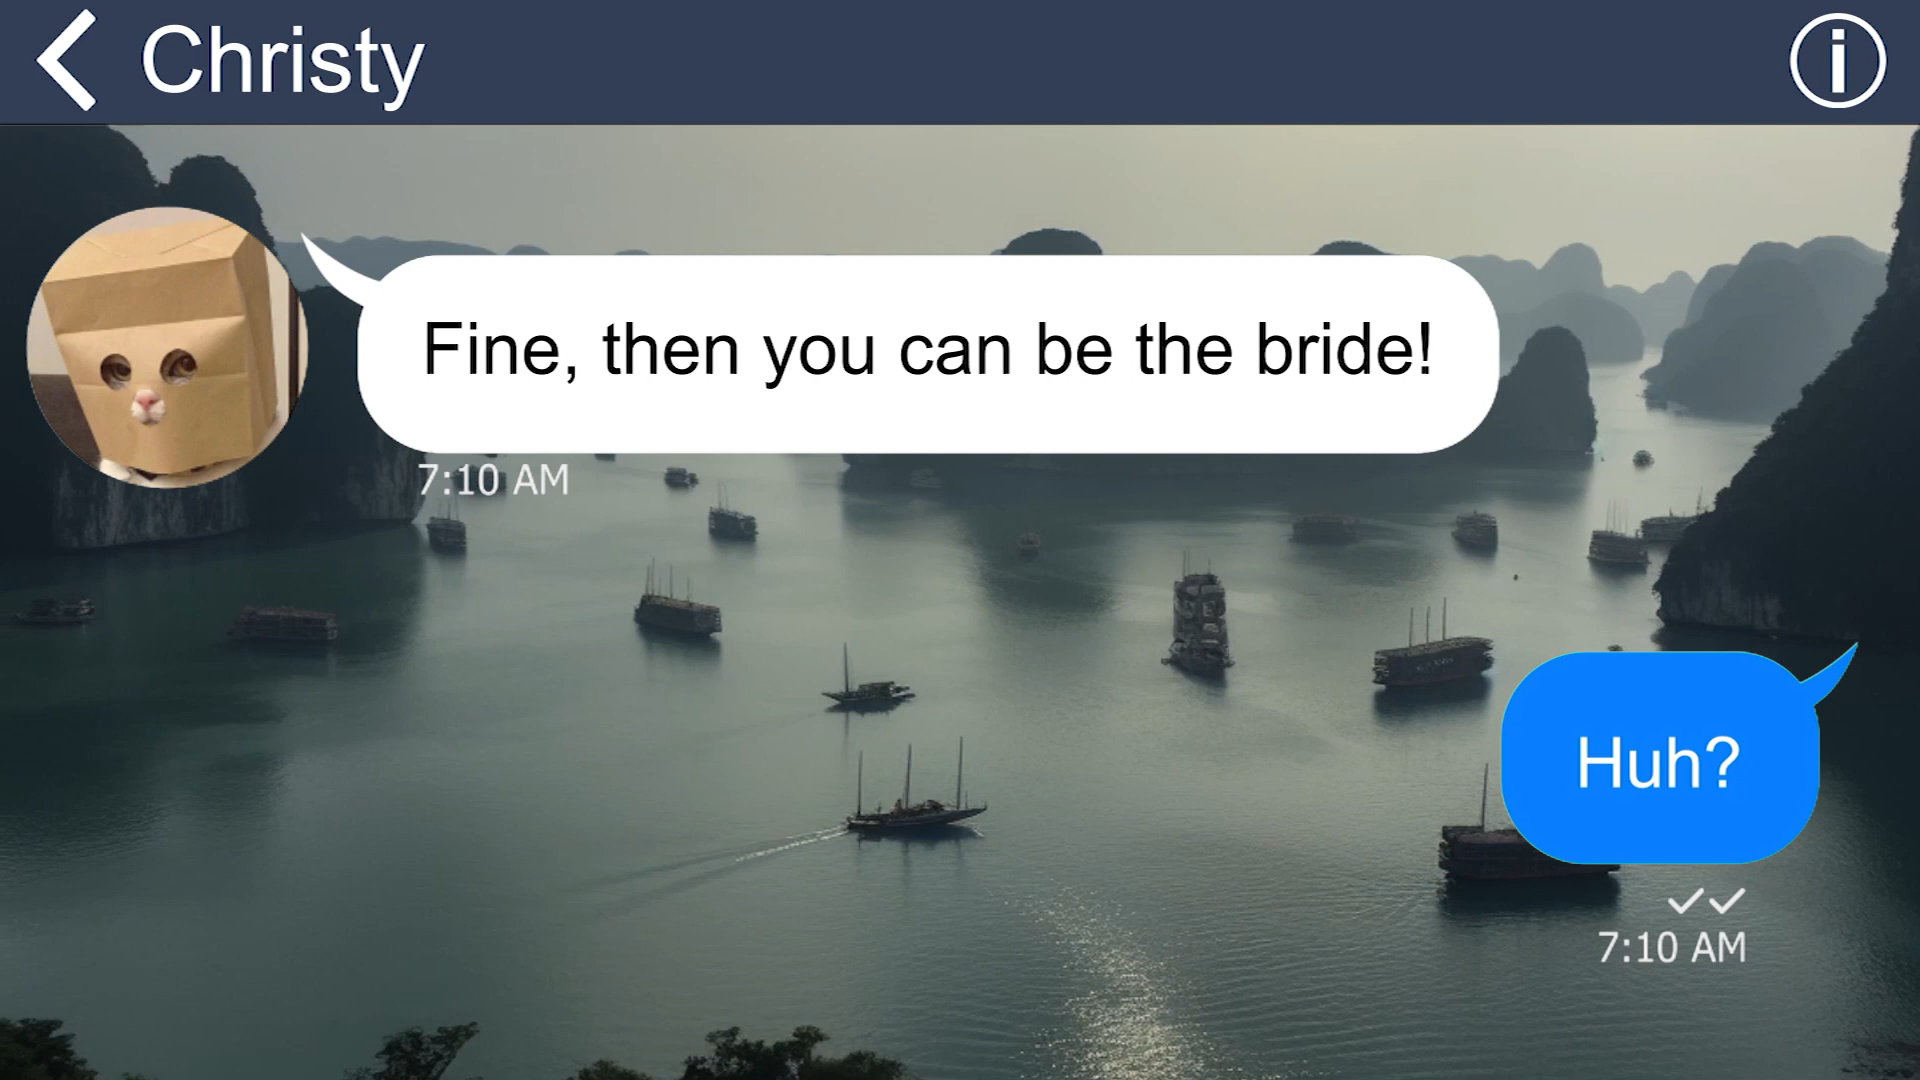 Christy
Fine, then you can be the bride!
7:10 AM
Huh?
7:10 AM